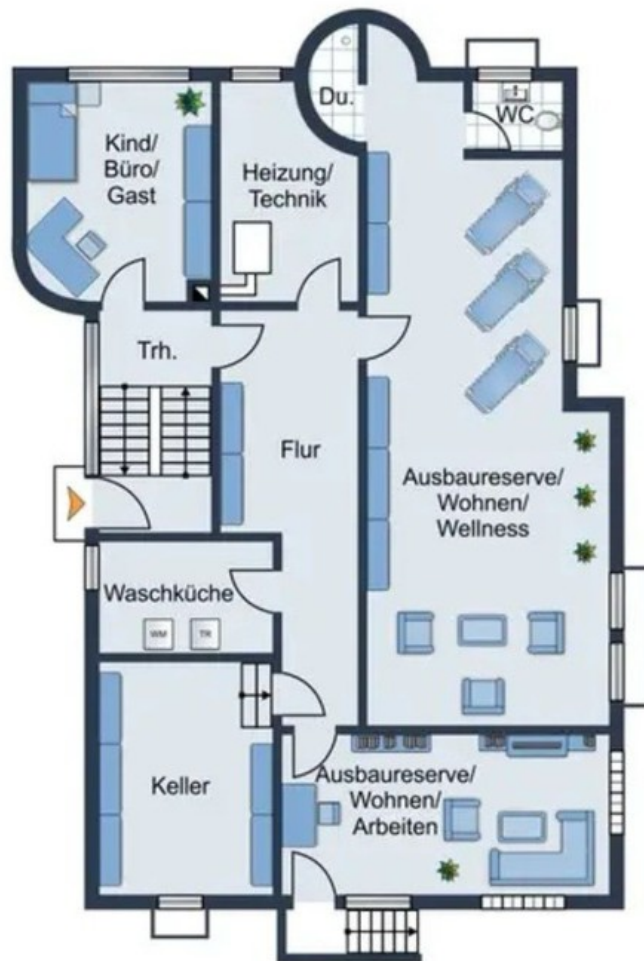 Du.
WC
Kind/
Büro/
Gast
Heizung/
Technik
Trh.
Flur
Ausbaureserve/
Wohnen/
Wellness
Waschküche
WM
TR
Keller
Ausbaureserve/
Wohnen/
Arbeiten